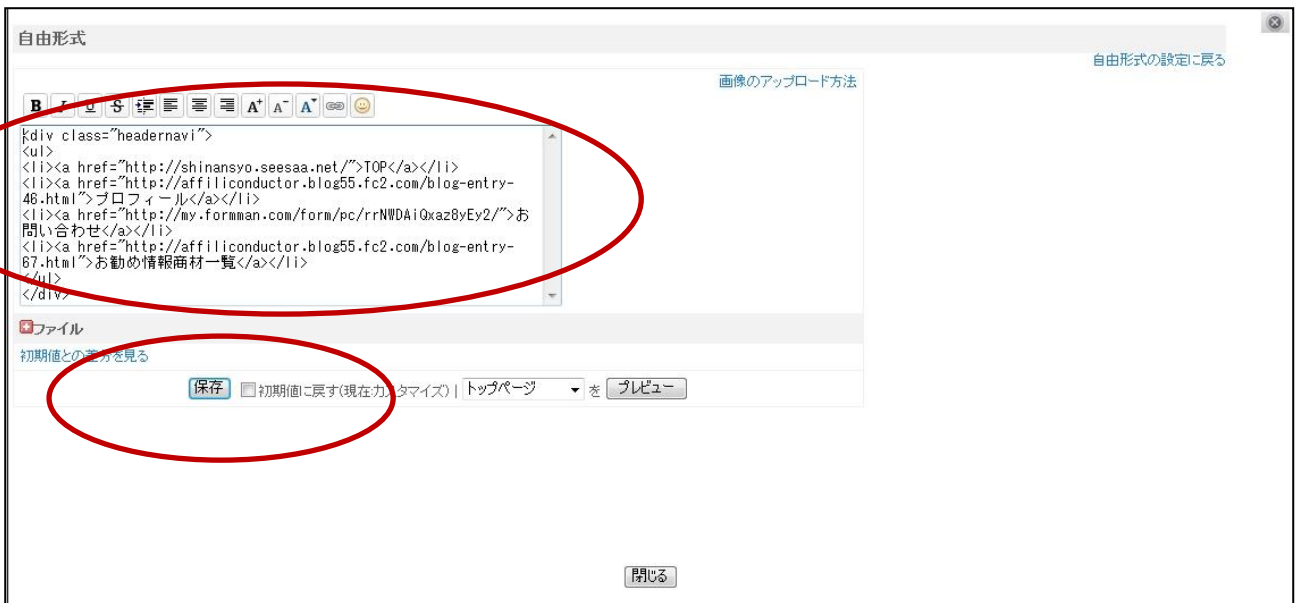 自由形式
自由形式の設定に戻る
画像のアップロード方法
B I U S A+ A- A
<div class="headernavi">
<ul>
<li><a href="http://shinansyo.seesaa.net/">TOP</a></li>
<li><a href="http://affiliconductor.blog55.fc2.com/blog-entry-
46.html">プロフィール</a></li>
<li><a href="http://my.formman.com/form/pc/rrNWDAiQxaz8yEy2/">お
問い合わせ</a></li>
<li><a href="http://affiliconductor.blog55.fc2.com/blog-entry-
67.html">お勧め情報商材一覧</a></li>
</ul>
</div>
ファイル
初期値との差分を見る
保存 初期値に戻す(現在:カスタマイズ) | トップページ を プレビュー
閉じる